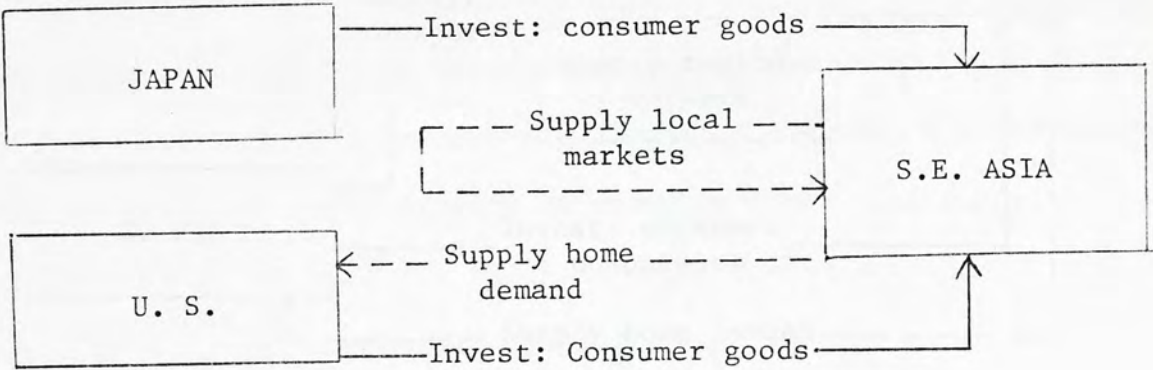 Invest: consumer goods
JAPAN
Supply local
markets
S.E. ASIA
Supply home
demand
U. S.
Invest: Consumer goods